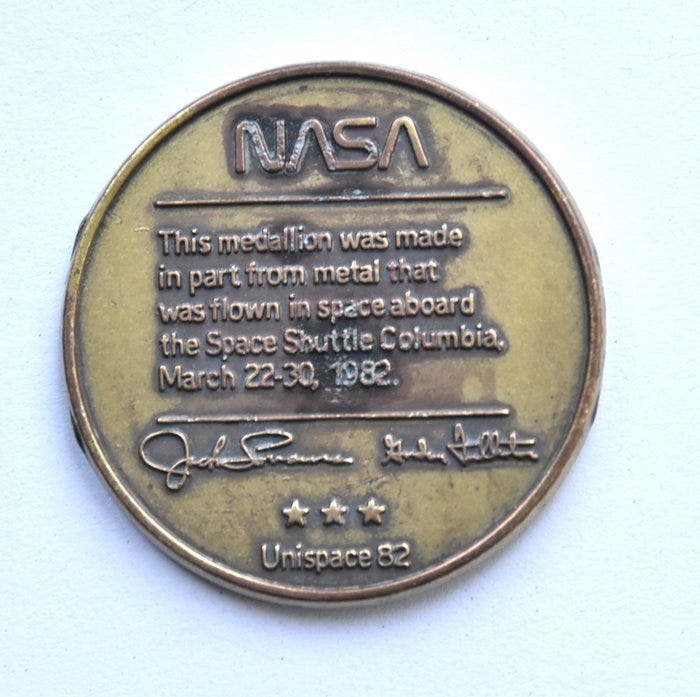 NASA
This medallion was made
in part from metal that
was flown in space aboard
the Space Shuttle Columbia,
March 22-30, 1982.
Unispace 82